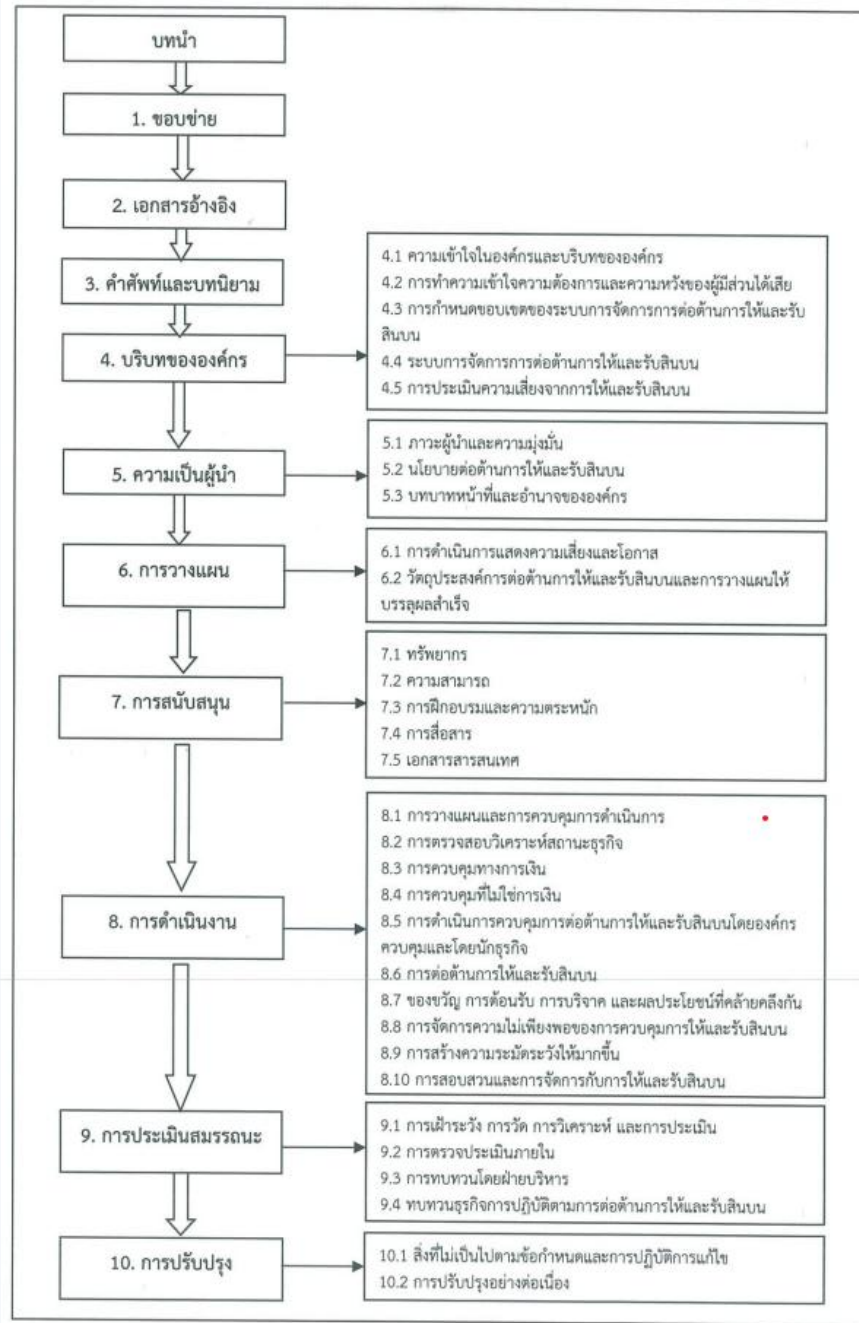 บทนำ
1. ขอบข่าย
2. เอกสารอ้างอิง
3. คำศัพท์และบทนิยาม
4. บริบทขององค์กร
4.1 ความเข้าใจในองค์กรและบริบทขององค์กร
4.2 การทำความเข้าใจความต้องการและความหวังของผู้มีส่วนได้เสีย
4.3 การกำหนดขอบเขตของระบบการจัดการการต่อต้านการให้และรับ
สินบน
4.4 ระบบการจัดการการต่อต้านการให้และรับสินบน
4.5 การประเมินความเสี่ยงจากการให้และรับสินบน
5. ความเป็นผู้นำ
5.1 ภาวะผู้นำและความมุ่งมั่น
5.2 นโยบายต่อต้านการให้และรับสินบน
5.3 บทบาทหน้าที่และอำนาจขององค์กร
6. การวางแผน
6.1 การดำเนินการแสดงความเสี่ยงและโอกาส
6.2 วัตถุประสงค์การต่อต้านการให้และรับสินบนและการวางแผนให้
บรรลุผลสำเร็จ
7. การสนับสนุน
7.1 ทรัพยากร
7.2 ความสามารถ
7.3 การฝึกอบรมและความตระหนัก
7.4 การสื่อสาร
7.5 เอกสารสารสนเทศ
8. การดำเนินงาน
8.1 การวางแผนและการควบคุมการดำเนินการ
8.2 การตรวจสอบวิเคราะห์สถานะธุรกิจ
8.3 การควบคุมทางการเงิน
8.4 การควบคุมที่ไม่ใช่การเงิน
8.5 การดำเนินการควบคุมการต่อต้านการให้และรับสินบนโดยองค์กร
ควบคุมและโดยนักธุรกิจ
8.6 การต่อต้านการให้และรับสินบน
8.7 ของขวัญ การต้อนรับ การบริจาค และผลประโยชน์ที่คล้ายคลึงกัน
8.8 การจัดการความไม่เพียงพอของการควบคุมการให้และรับสินบน
8.9 การสร้างความระมัดระวังให้มากขึ้น
8.10 การสอบสวนและการจัดการกับการให้และรับสินบน
9. การประเมินสมรรถนะ
9.1 การเฝ้าระวัง การวัด การวิเคราะห์ และการประเมิน
9.2 การตรวจประเมินภายใน
9.3 การทบทวนโดยฝ่ายบริหาร
9.4 ทบทวนธุรกิจการปฏิบัติตามการต่อต้านการให้และรับสินบน
10. การปรับปรุง
10.1 สิ่งที่ไม่เป็นไปตามข้อกำหนดและการปฏิบัติการแก้ไข
10.2 การปรับปรุงอย่างต่อเนื่อง